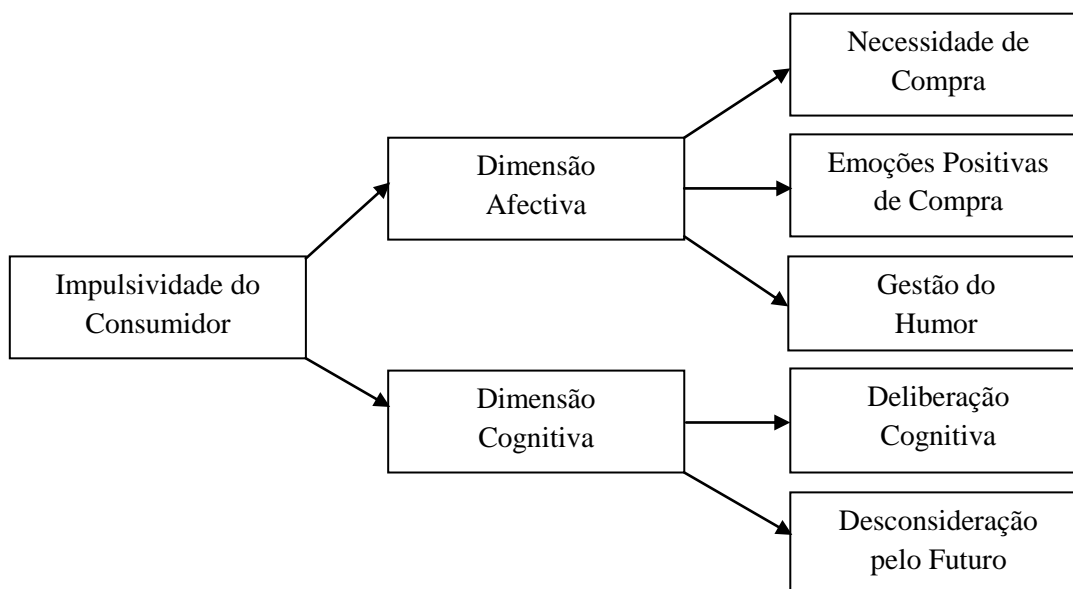 Necessidade de
Compra
Dimensão
Afectiva
Emoções Positivas
de Compra
Impulsividade do
Consumidor
Gestão do
Humor
Dimensão
Cognitiva
Deliberação
Cognitiva
Desconsideração
pelo Futuro